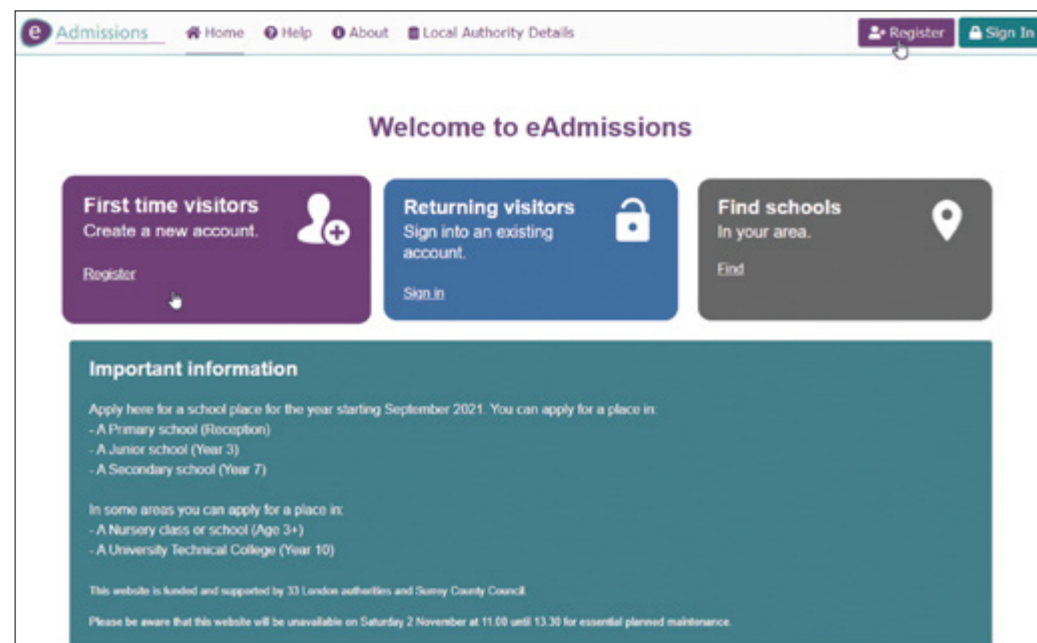 e Admissions Home Help About Local Authority Details Register Sign In
Welcome to eAdmissions
First time visitors
Create a new account.
Register
Returning visitors
Sign into an existing
account.
Sign in
Find schools
In your area.
Find
Important information
Apply here for a school place for the year starting September 2021. You can apply for a place in:
- A Primary school (Reception)
- A Junior school (Year 3)
- A Secondary school (Year 7)
In some areas you can apply for a place in:
- A Nursery class or school (Age 3+)
- A University Technical College (Year 10)
This website is funded and supported by 33 London authorities and Surrey County Council.
Please be aware that this website will be unavailable on Saturday 2 November at 11.00 until 13.30 for essential planned maintenance.